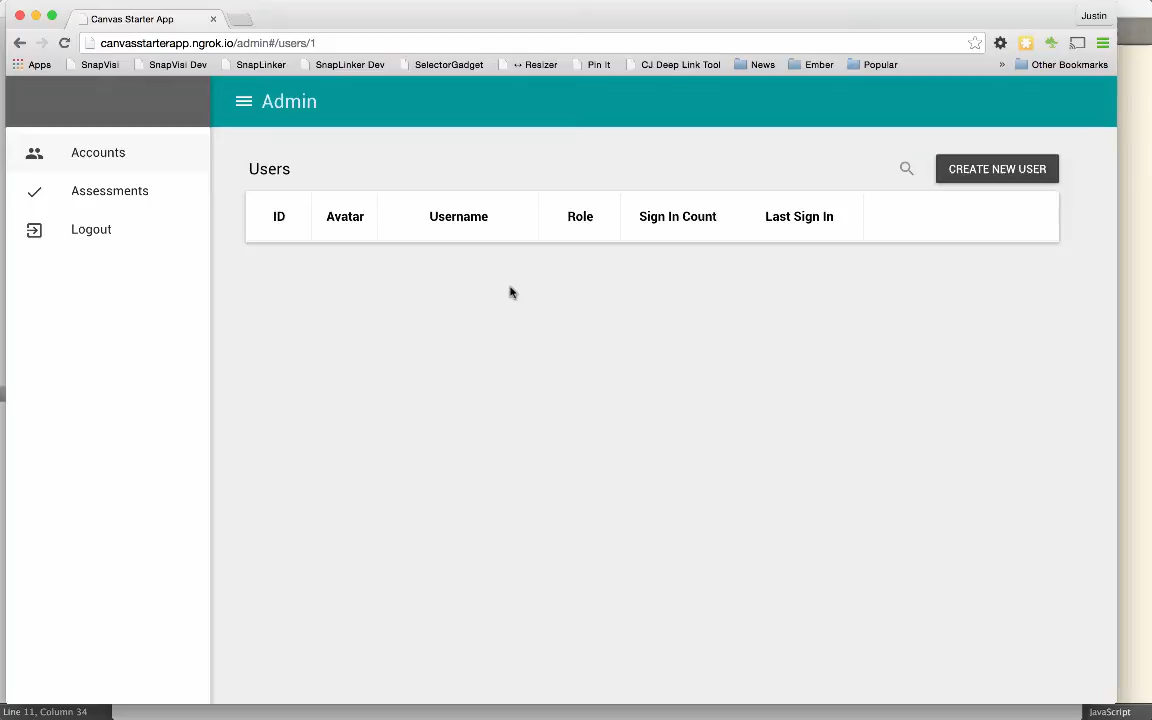 Canvas Starter App
Justin
canvasstarterapp.ngrok.io/admin#/users/1
Apps SnapVisi SnapVisi Dev SnapLinker SnapLinker Dev SelectorGadget ↔ Resizer Pin It CJ Deep Link Tool News Ember Popular » Other Bookmarks
Admin
Accounts
Assessments
Logout
Users
CREATE NEW USER
ID Avatar Username Role Sign In Count Last Sign In
Line 11, Column 34
JavaScript